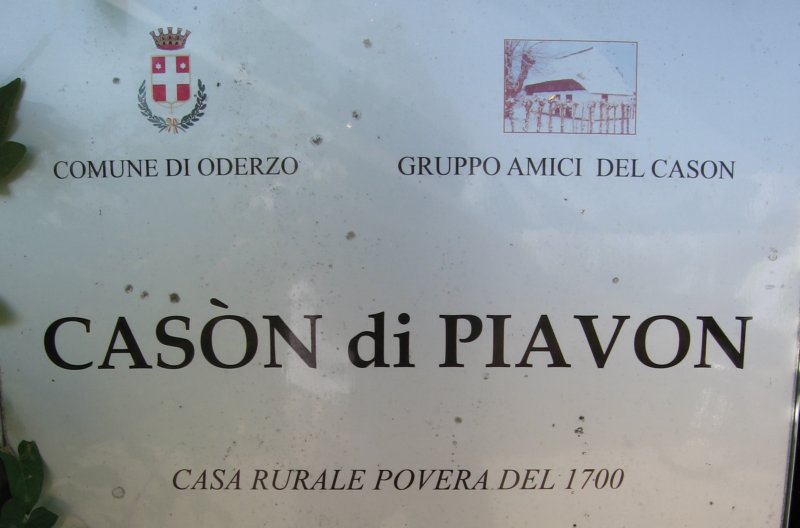 COMUNE DI ODERZO
GRUPPO AMICI DEL CASON
CASÒN di PIAVON
CASA RURALE POVERA DEL 1700